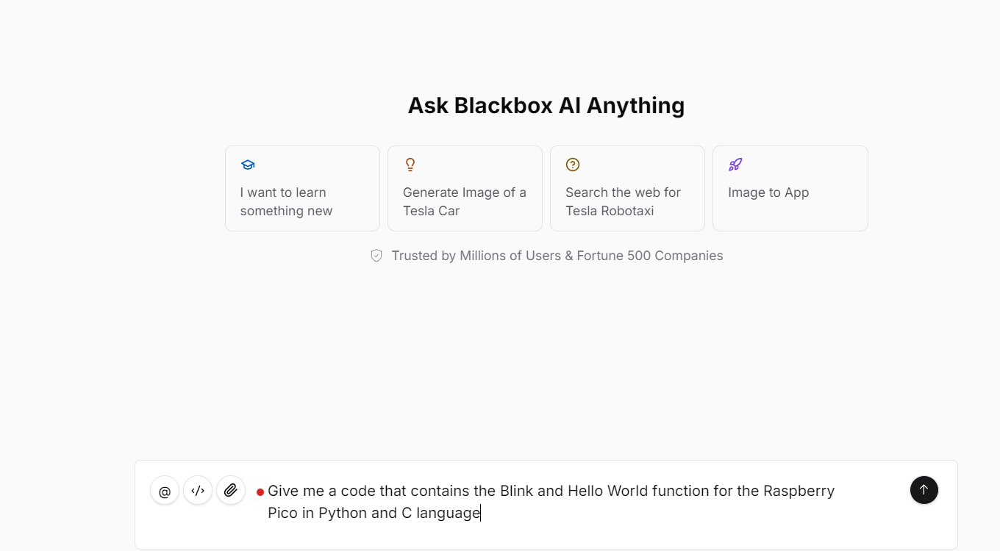 Ask Blackbox AI Anything
I want to learn
something new
Generate Image of a
Tesla Car
Search the web for
Tesla Robotaxi
Image to App
Trusted by Millions of Users & Fortune 500 Companies
@ </> Give me a code that contains the Blink and Hello World function for the Raspberry
Pico in Python and C language